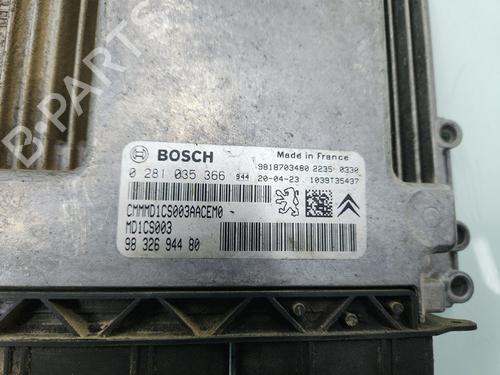 BOSCH
Made in France
0 281 035 366 944
9818703480 2235 0330
20-04-23 1039T35437
CMMMD1CS003AACEM0
MD1CS003
98 326 944 80